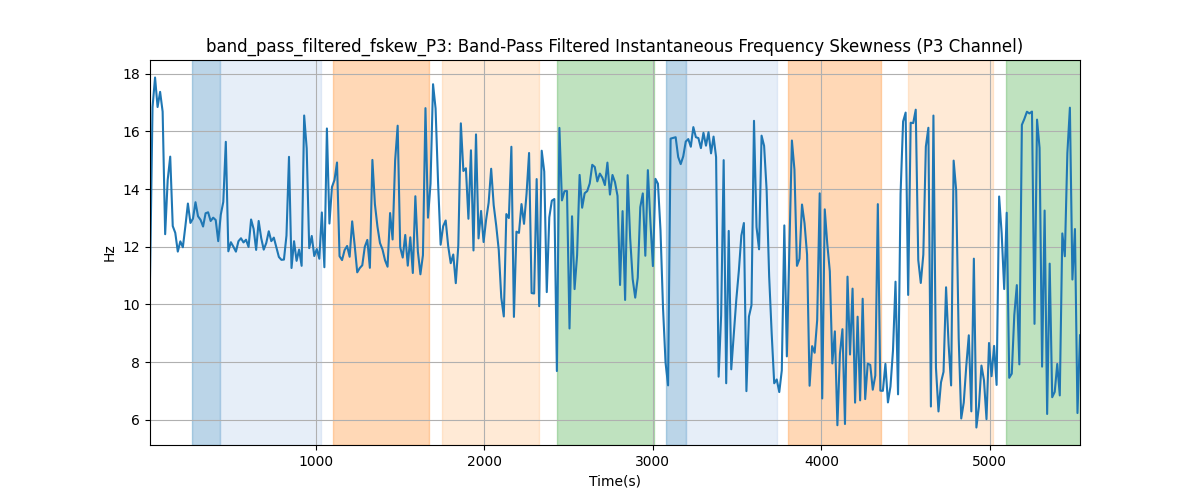 band_pass_filtered_fskew_P3: Band-Pass Filtered Instantaneous Frequency Skewness (P3 Channel)
Hz
18
16
14
12
10
8
6
1000 2000 3000 4000 5000
Time(s)